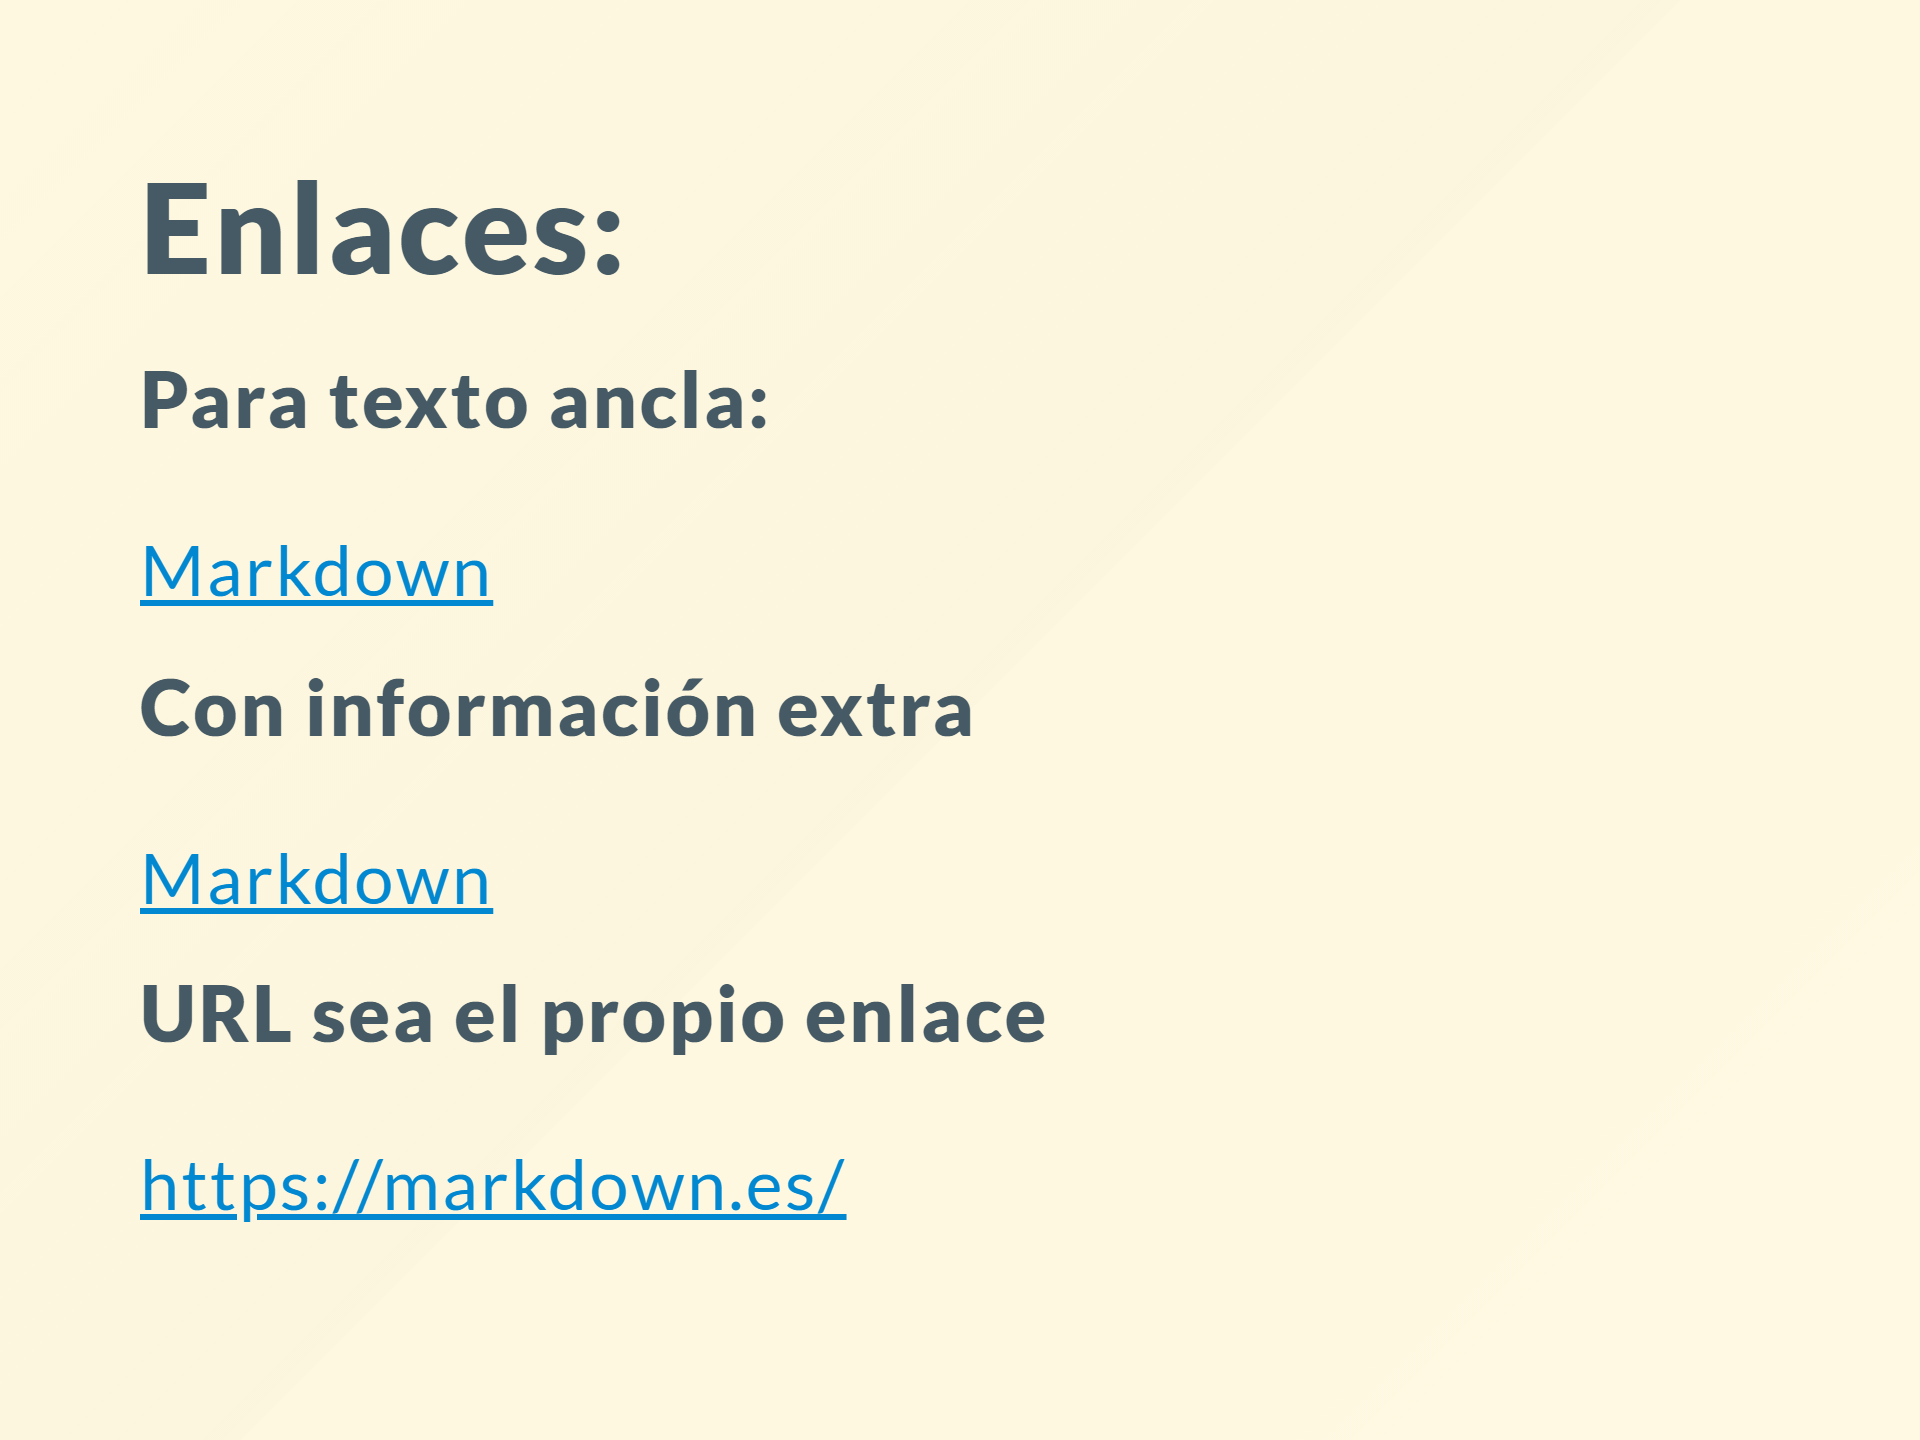 Enlaces:
Para texto ancla:
Markdown
Con información extra
Markdown
URL sea el propio enlace
https://markdown.es/